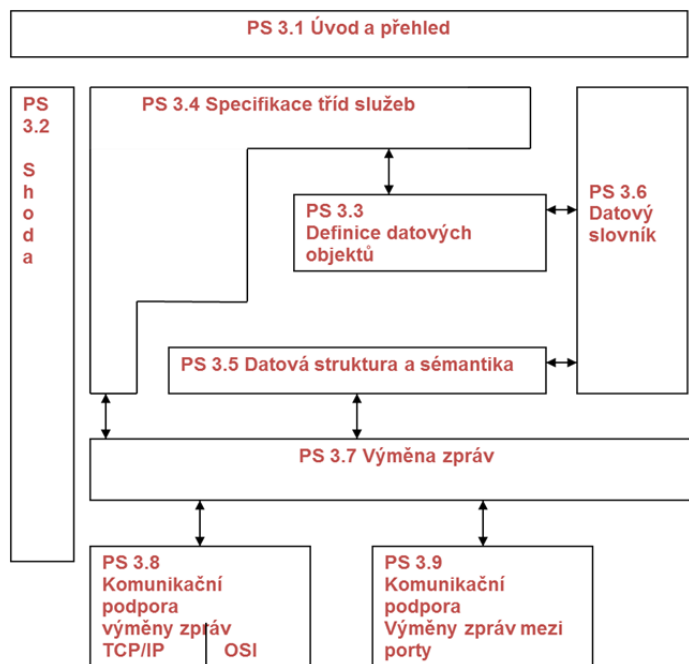 PS 3.1 Úvod a přehled
PS
3.2
S
h
o
d
a
PS 3.4 Specifikace tříd služeb
PS 3.3
Definice datových
objektů
PS 3.6
Datový
slovník
PS 3.5 Datová struktura a sémantika
PS 3.7 Výměna zpráv
PS 3.8
Komunikační
podpora
výměny zpráv
TCP/IP OSI
PS 3.9
Komunikační
podpora
Výměny zpráv mezi
porty